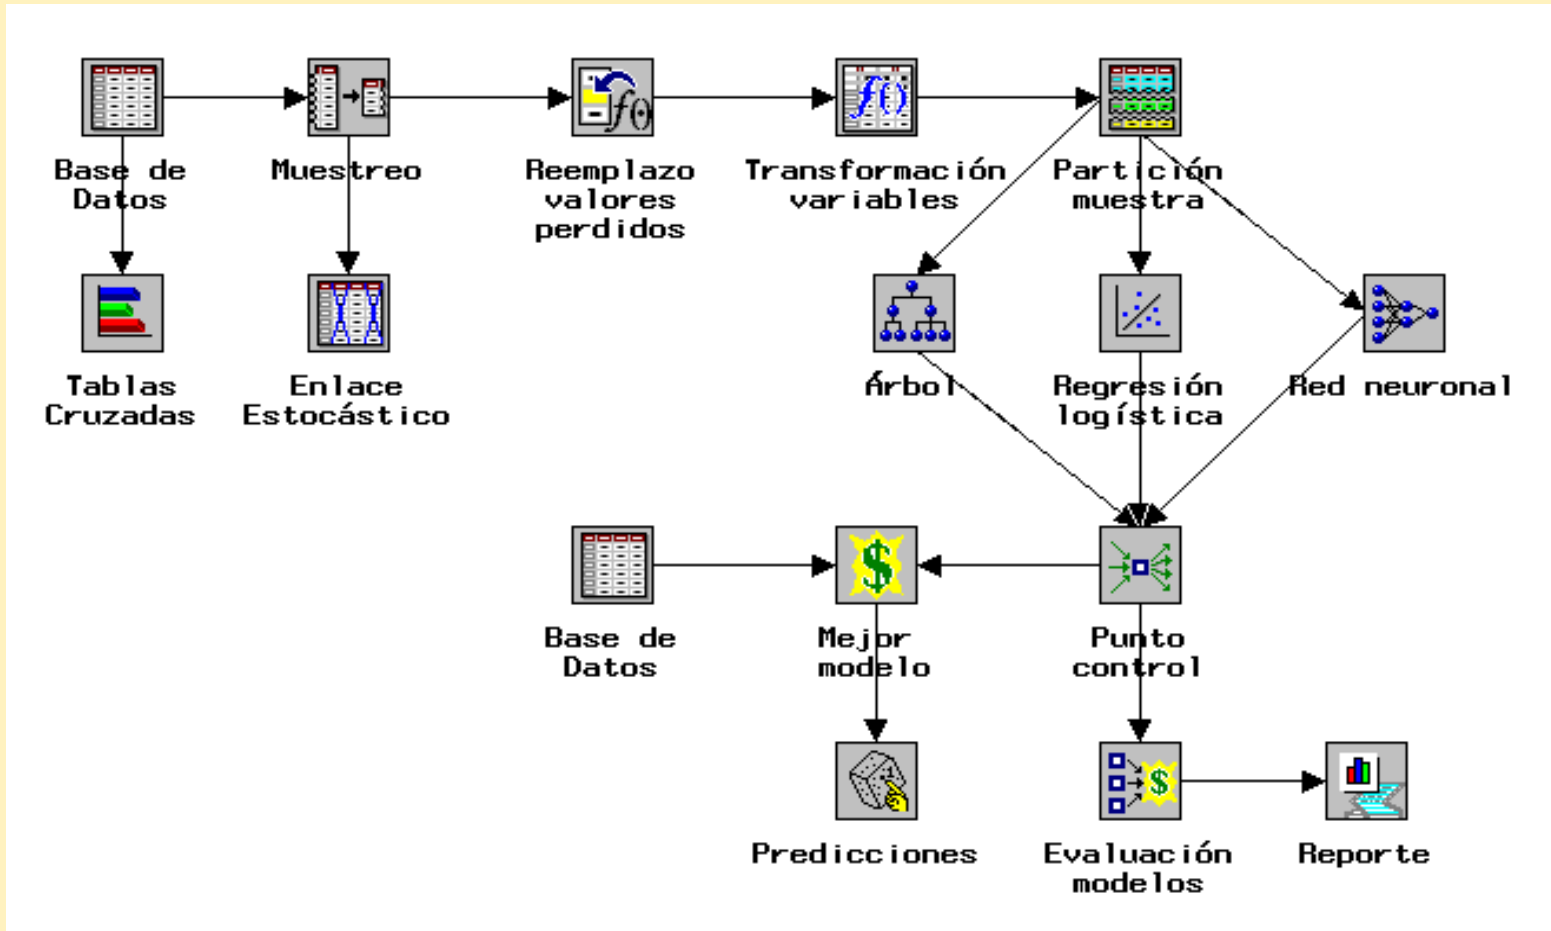 Base de
Datos
Muestreo
Reemplazo
valores
perdidos
Transformación
variables
Partición
muestra
Tablas
Cruzadas
Enlace
Estocástico
Árbol
Regresión
logística
Red neuronal
Base de
Datos
Mejor
modelo
Punto
control
Predicciones
Evaluación
modelos
Reporte